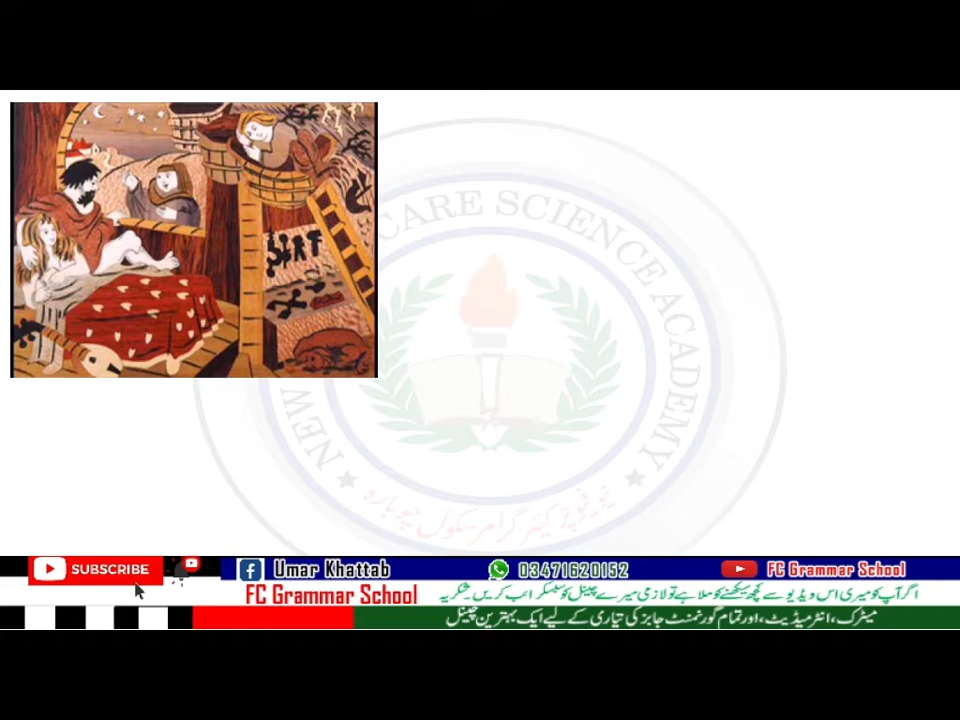 NEW CARE SCIENCE ACADEMY
SUBSCRIBE
Umar Khattab
03471620152
FC Grammar School
FC Grammar School
اگر آپ کو میری اس ویڈیو سے کچھ سیکھنے کو ملا ہے تو لازمی میرے چینل کو سبسکرائب کریں۔ شکریہ
میٹرک، انٹرمیڈیٹ، اور تمام گورنمنٹ جابز کی تیاری کے لیے ایک بہترین چینل